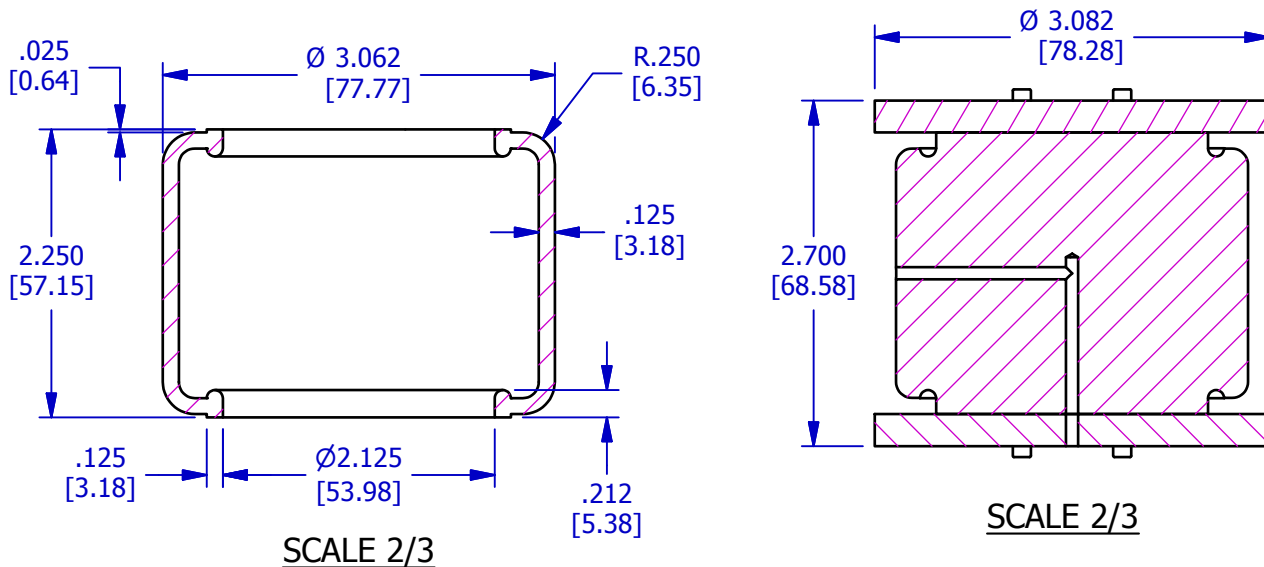 .025
[0.64]
Ø 3.062
[77.77]
R.250
[6.35]
2.250
[57.15]
.125
[3.18]
.125
[3.18]
Ø2.125
[53.98]
.212
[5.38]
SCALE 2/3
Ø 3.082
[78.28]
2.700
[68.58]
SCALE 2/3